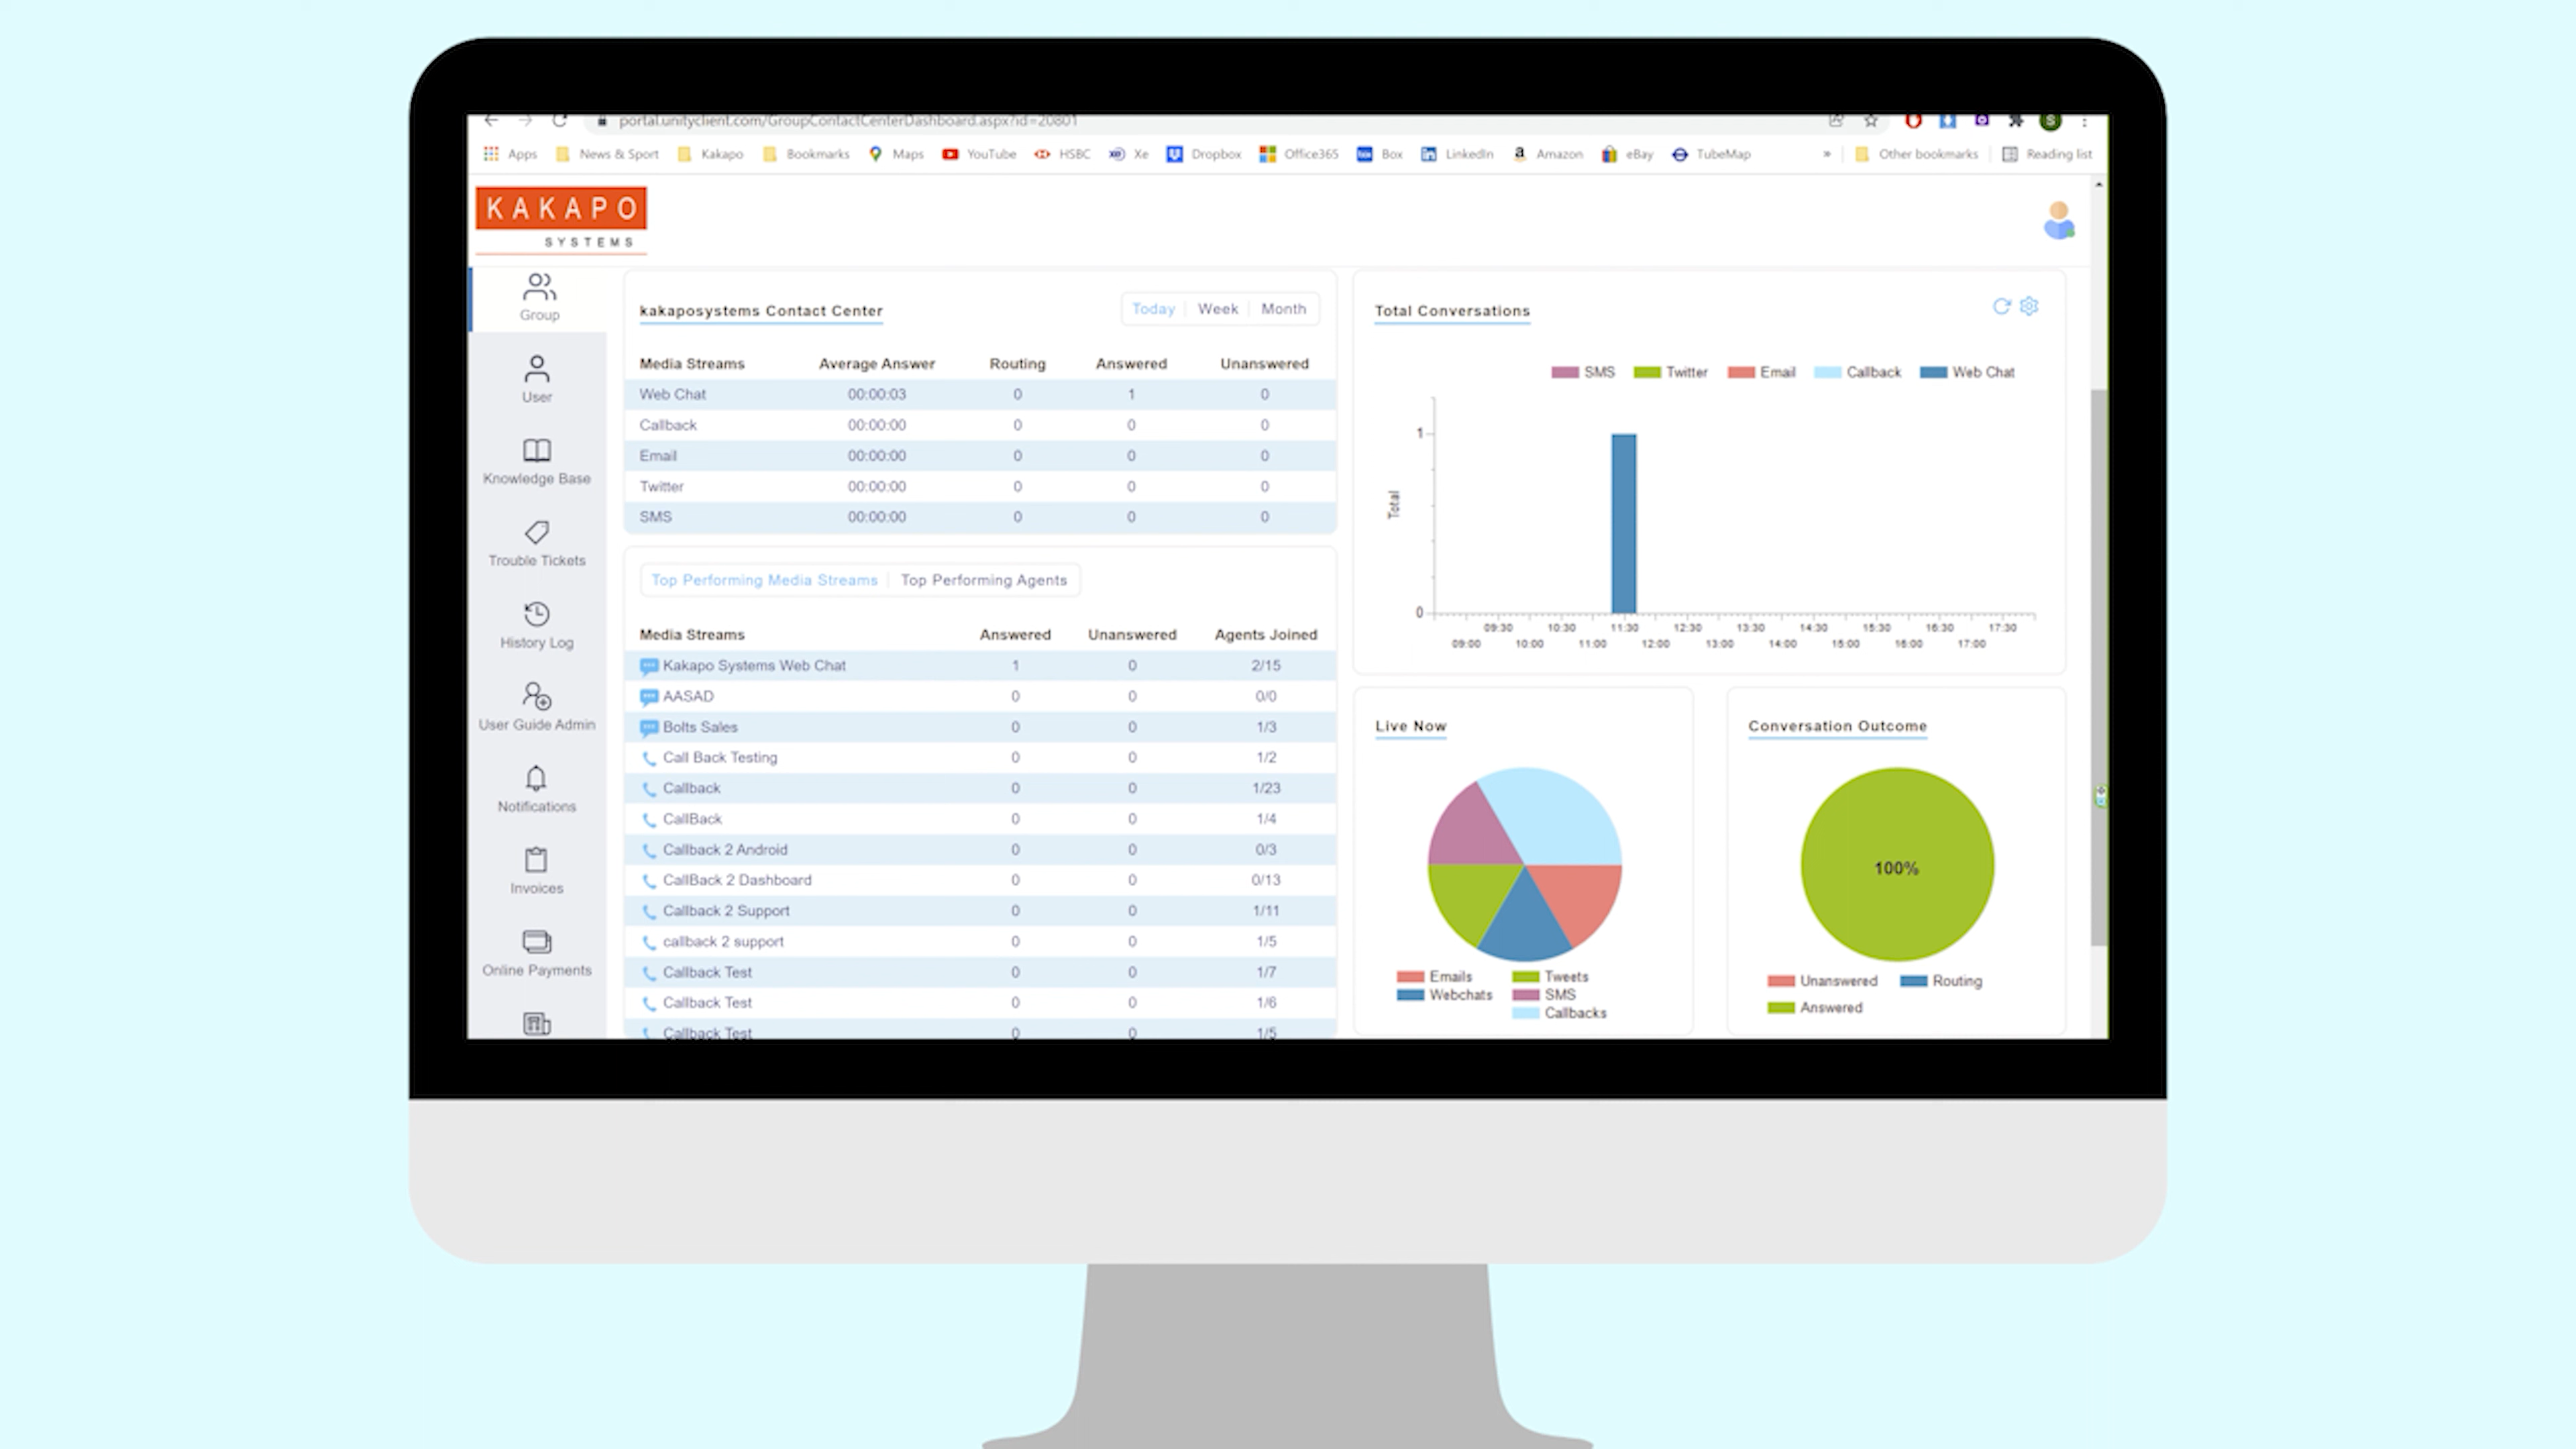 portal.unityclient.com/GroupContactCenterDashboard.aspx?id=20801
Apps News & Sport Kakapo Bookmarks Maps YouTube HSBC Xe Dropbox Office365 Box LinkedIn Amazon eBay TubeMap » Other bookmarks Reading list
KAKAPO
SYSTEMS
Group
User
Knowledge Base
Trouble Tickets
History Log
User Guide Admin
Notifications
Invoices
Online Payments
kakaposystems Contact Center Today Week Month
Media Streams Average Answer Routing Answered Unanswered
Web Chat 00:00:03 0 1 0
Callback 00:00:00 0 0 0
Email 00:00:00 0 0 0
Twitter 00:00:00 0 0 0
SMS 00:00:00 0 0 0
Top Performing Media Streams Top Performing Agents
Media Streams Answered Unanswered Agents Joined
Kakapo Systems Web Chat 1 0 2/15
AASAD 0 0 0/0
Bolts Sales 0 0 1/3
Call Back Testing 0 0 1/2
Callback 0 0 1/23
CallBack 0 0 1/4
Callback 2 Android 0 0 0/3
CallBack 2 Dashboard 0 0 0/13
Callback 2 Support 0 0 1/11
callback 2 support 0 0 1/5
Callback Test 0 0 1/7
Callback Test 0 0 1/6
Callback Test 0 0 1/5
Total Conversations
SMS Twitter Email Callback Web Chat
Total
1
0
09:30 10:30 11:30 12:30 13:30 14:30 15:30 16:30 17:30
09:00 10:00 11:00 12:00 13:00 14:00 15:00 16:00 17:00
Live Now
Emails Tweets
Webchats SMS
Callbacks
Conversation Outcome
100%
Unanswered Routing
Answered